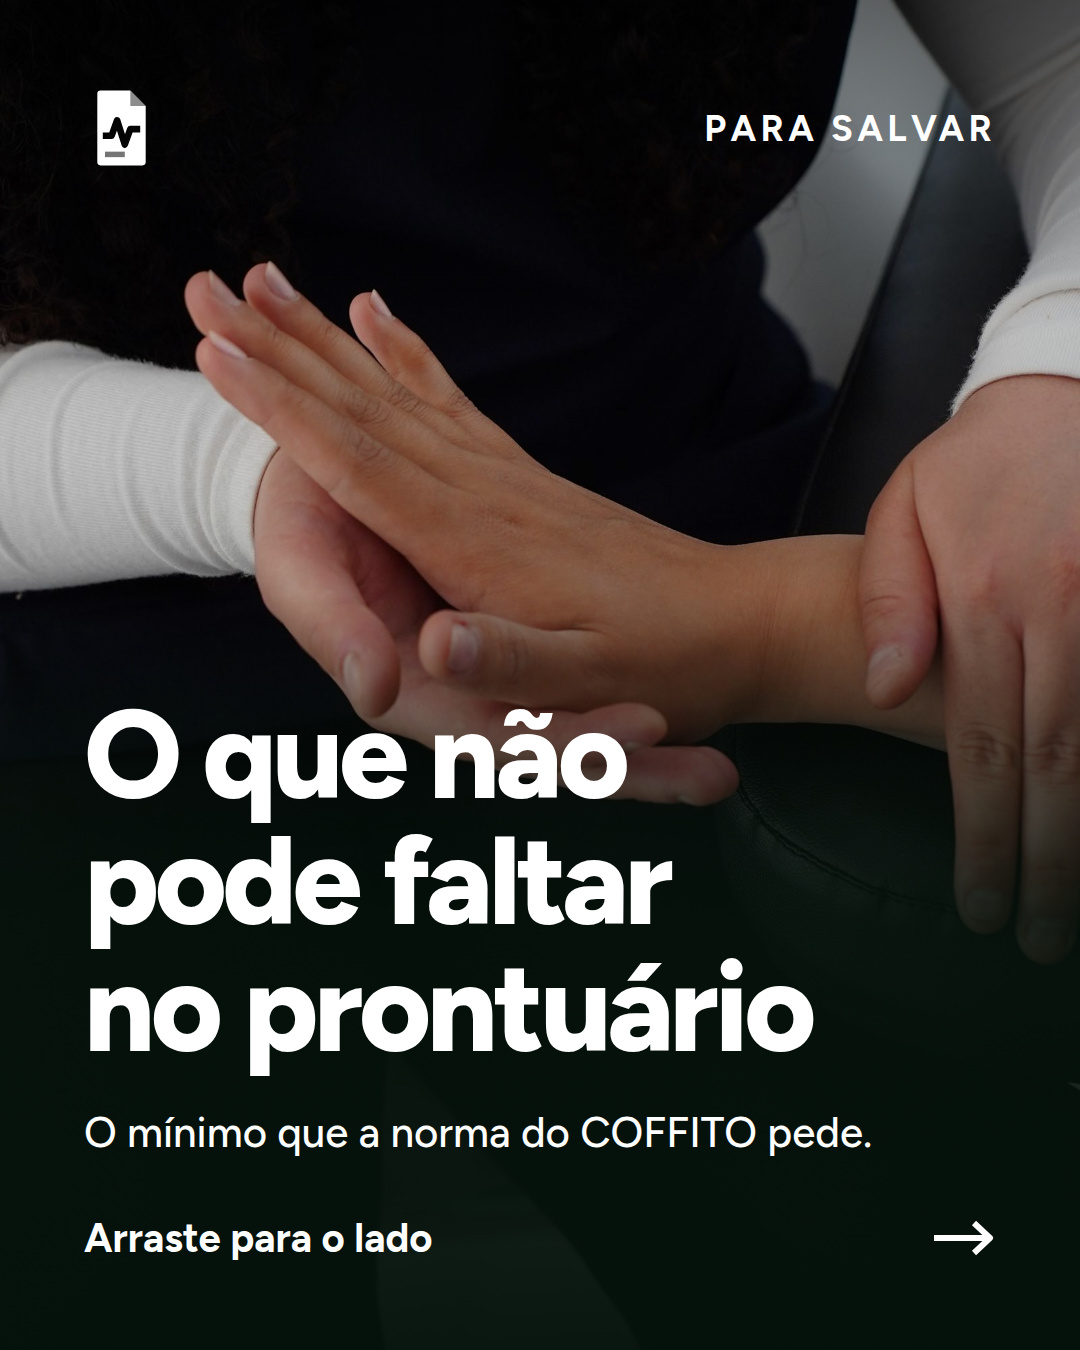 PARA SALVAR
O que não
pode faltar
no prontuário
O mínimo que a norma do COFFITO pede.
Arraste para o lado